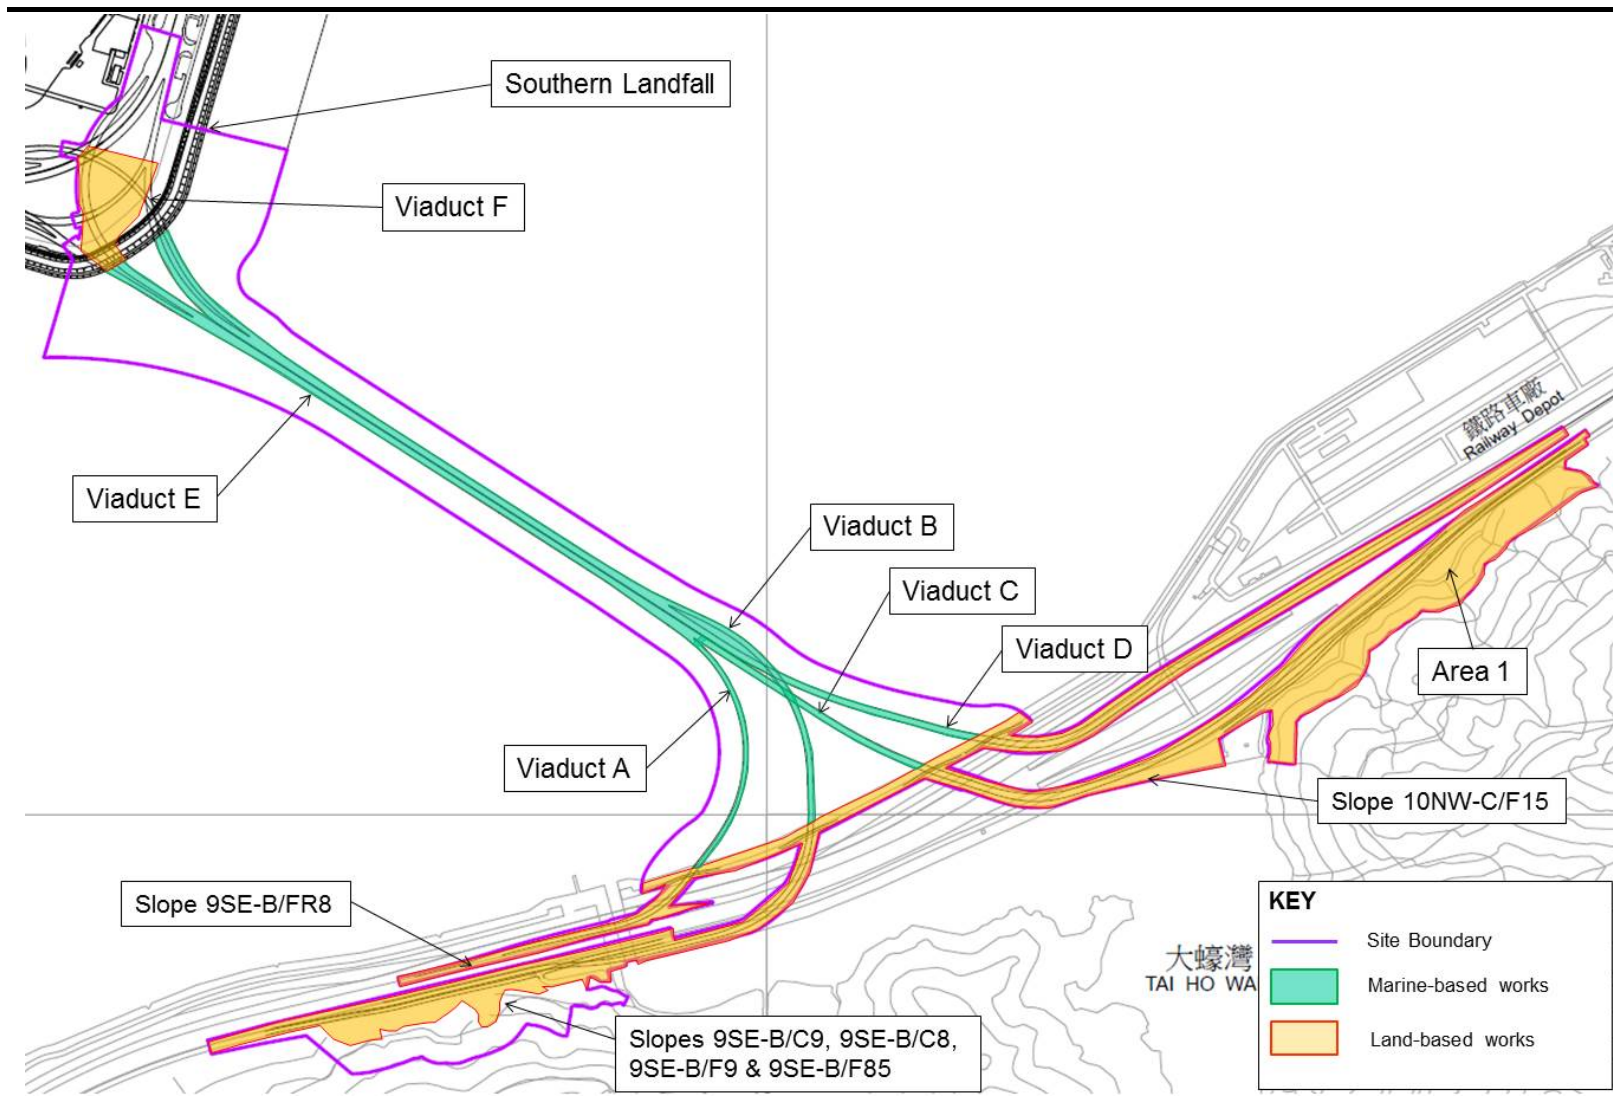 Southern Landfall
Viaduct F
Viaduct E
Viaduct B
Viaduct C
Viaduct D
鐵路車廠
Railway Depot
Area 1
Viaduct A
Slope 10NW-C/F15
Slope 9SE-B/FR8
大蠔灣
TAI HO WA
Slopes 9SE-B/C9, 9SE-B/C8,
9SE-B/F9 & 9SE-B/F85
KEY
Site Boundary
Marine-based works
Land-based works